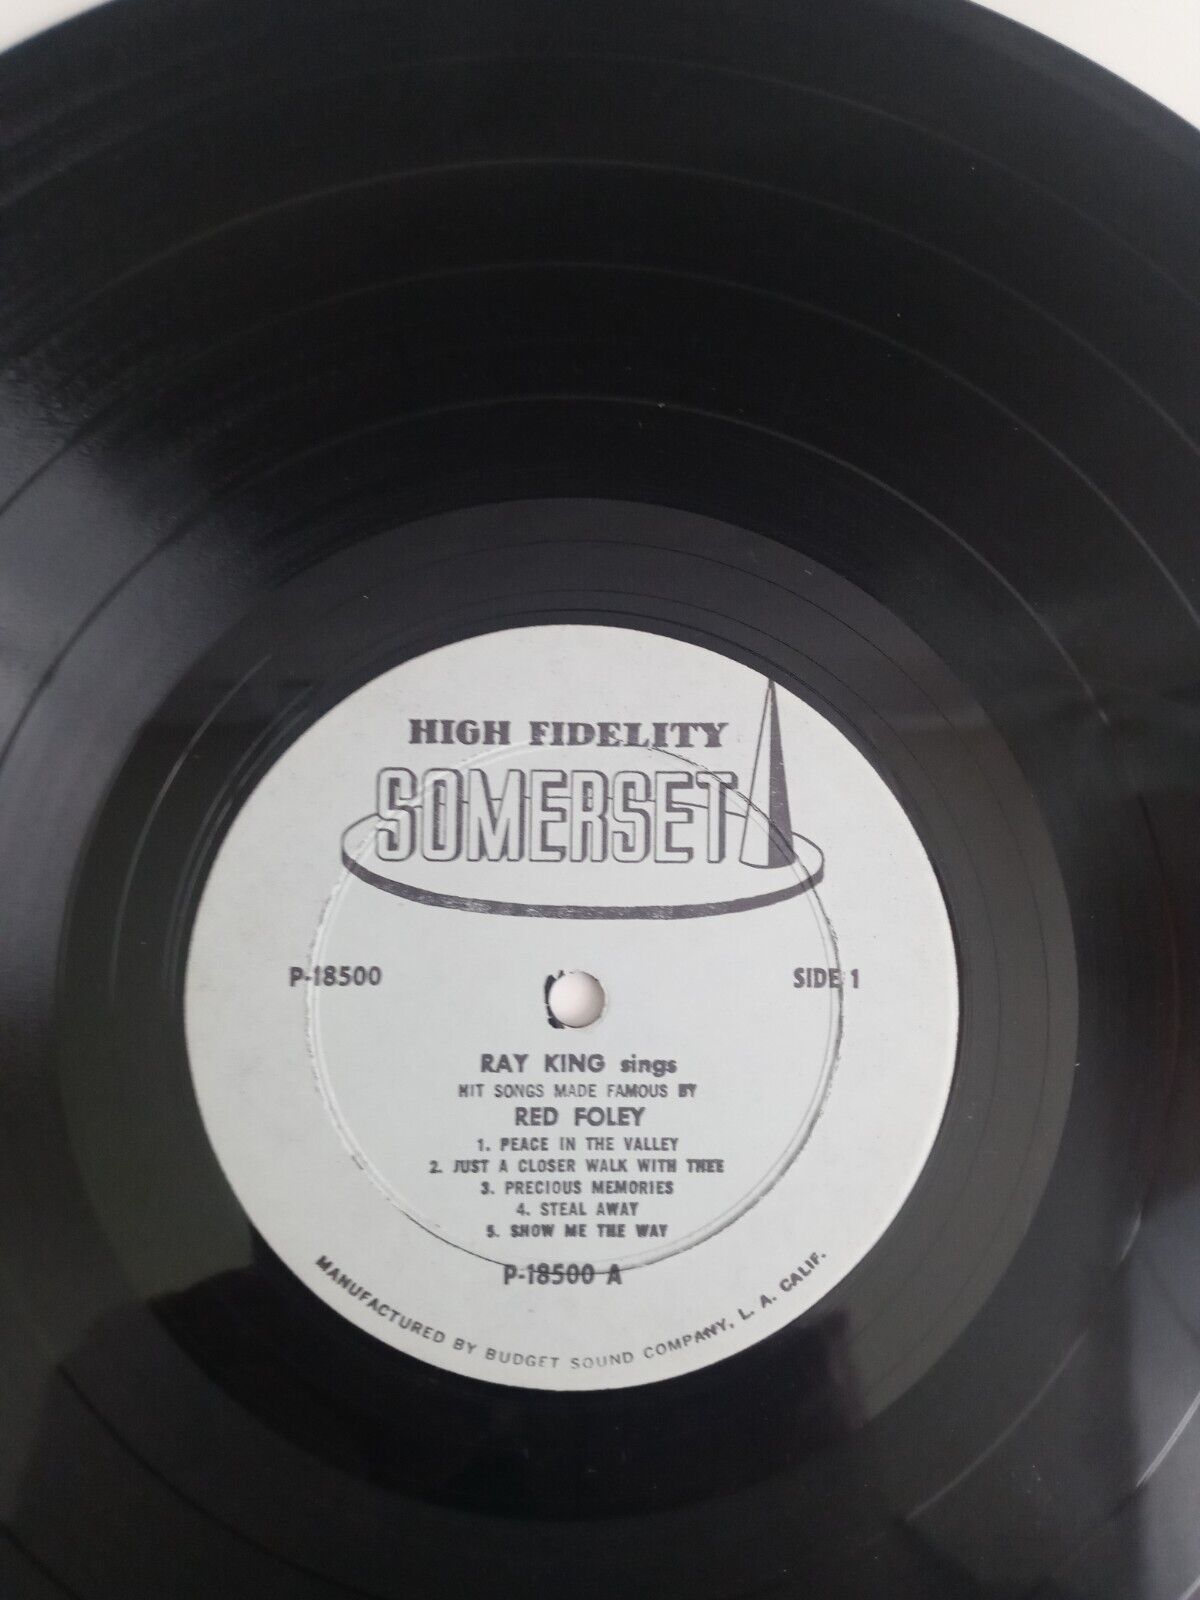 HIGH FIDELITY
SOMERSET
P-18500
SIDE 1
RAY KING sings
HIT SONGS MADE FAMOUS BY
RED FOLEY
1. PEACE IN THE VALLEY
2. JUST A CLOSER WALK WITH THEE
3. PRECIOUS MEMORIES
4. STEAL AWAY
5. SHOW ME THE WAY
P-18500 A
MANUFACTURED BY BUDGET SOUND COMPANY, L. A. CALIF.